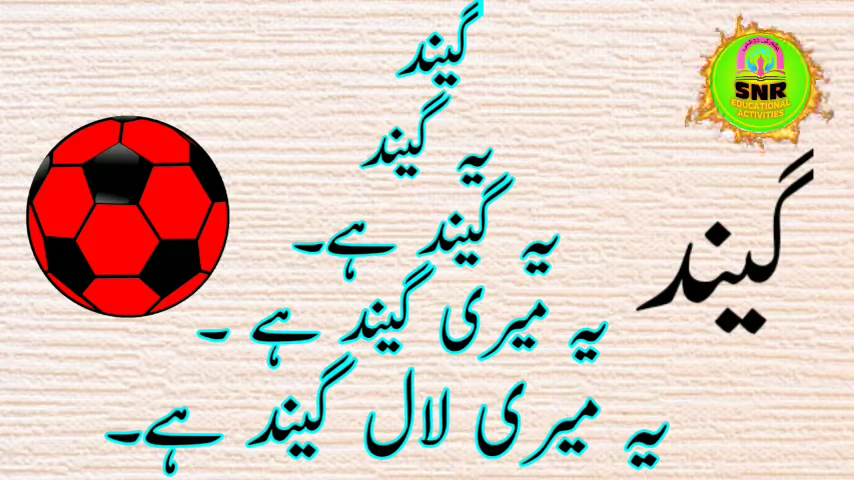 گیند
یہ گیند
یہ گیند ہے۔
یہ میری گیند ہے ۔
یہ میری لال گیند ہے۔
گیند
SNR
EDUCATIONAL
ACTIVITIES